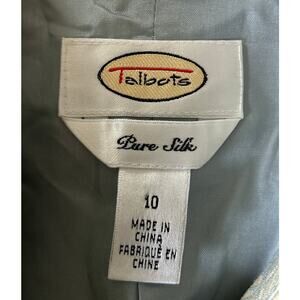 Talbots
Pure Silk
10
MADE IN
CHINA
FABRIQUÉ EN
CHINE